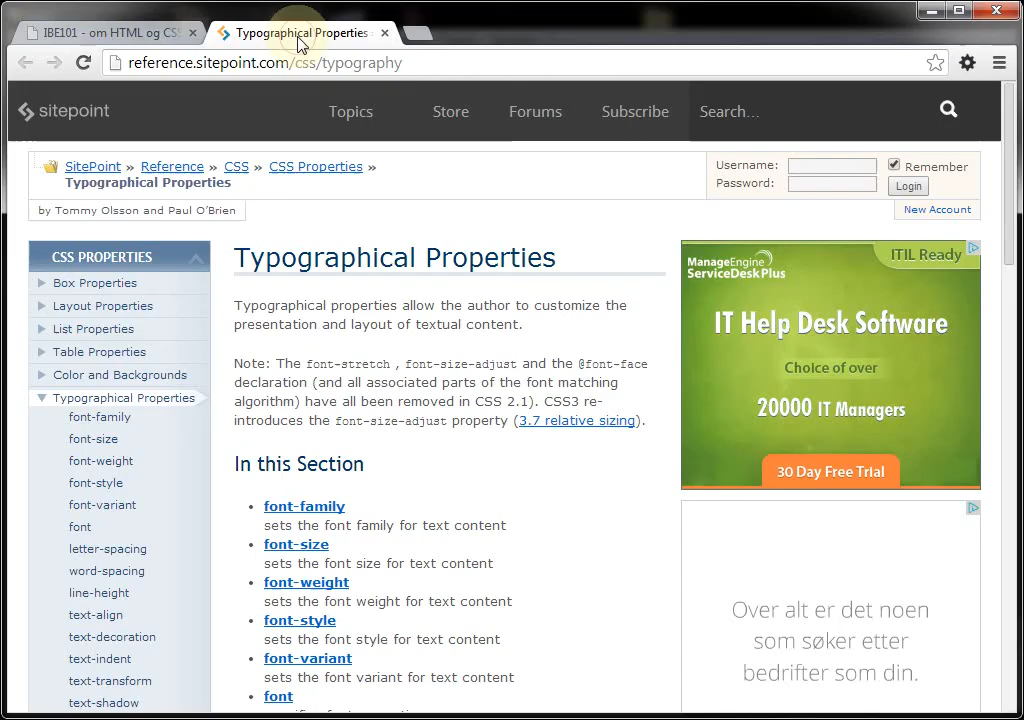 IBE101 - om HTML og CSS
Typographical Properties
reference.sitepoint.com/css/typography
sitepoint
Topics
Store
Forums
Subscribe
Search...
SitePoint » Reference » CSS » CSS Properties »
Typographical Properties
by Tommy Olsson and Paul O'Brien
Username:
Remember
Password:
Login
New Account
CSS PROPERTIES
Box Properties
Layout Properties
List Properties
Table Properties
Color and Backgrounds
Typographical Properties
font-family
font-size
font-weight
font-style
font-variant
font
letter-spacing
word-spacing
line-height
text-align
text-decoration
text-indent
text-transform
text-shadow
Typographical Properties
Typographical properties allow the author to customize the
presentation and layout of textual content.
Note: The font-stretch , font-size-adjust and the @font-face
declaration (and all associated parts of the font matching
algorithm) have all been removed in CSS 2.1). CSS3 re-
introduces the font-size-adjust property (3.7 relative sizing).
In this Section
• font-family
sets the font family for text content
• font-size
sets the font size for text content
• font-weight
sets the font weight for text content
• font-style
sets the font style for text content
• font-variant
sets the font variant for text content
• font
ManageEngine
ServiceDesk Plus
ITIL Ready
IT Help Desk Software
Choice of over
20000 IT Managers
30 Day Free Trial
Over alt er det noen
som søker etter
bedrifter som din.